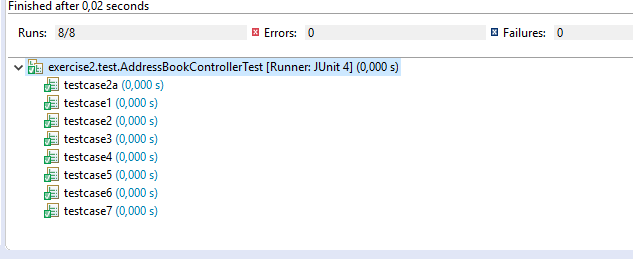 Finished after 0,02 seconds
Runs: 8/8 Errors: 0 Failures: 0
exercise2.test.AddressBookControllerTest [Runner: JUnit 4] (0,000 s)
testcase2a (0,000 s)
testcase1 (0,000 s)
testcase2 (0,000 s)
testcase3 (0,000 s)
testcase4 (0,000 s)
testcase5 (0,000 s)
testcase6 (0,000 s)
testcase7 (0,000 s)